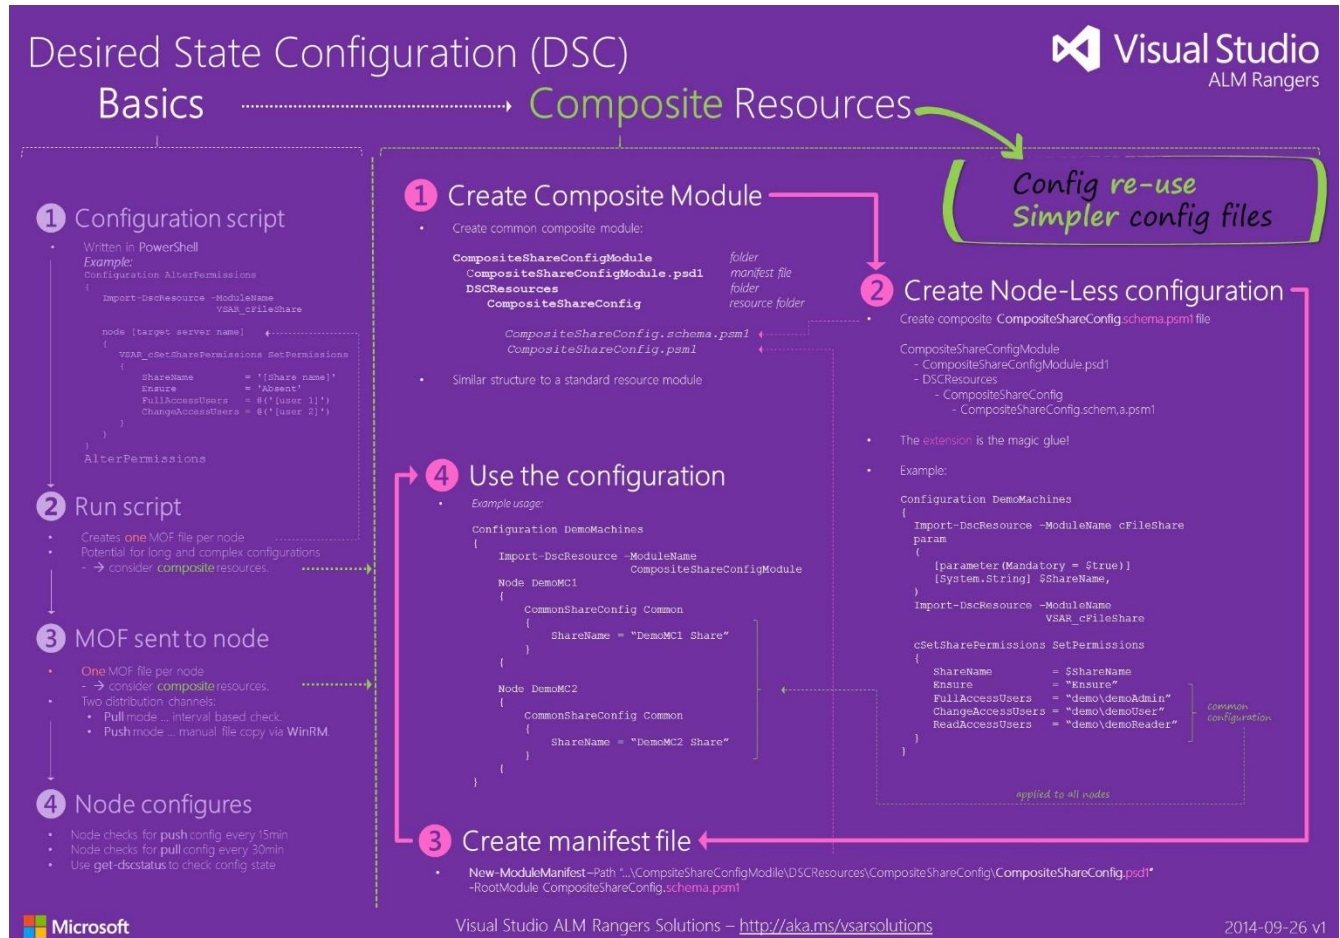 Desired State Configuration (DSC)
Visual Studio
ALM Rangers
Basics
Composite Resources
Config re-use
Simpler config files
1 Configuration script
• Written in PowerShell
Example:
Configuration AlterPermissions
{
Import-DscResource -ModuleName
VSAR_cFileShare
node [target server name]
{
VSAR_cSetSharePermissions SetPermissions
{
ShareName = '[Share name]'
Ensure = 'Absent'
FullAccessUsers = @('[user 1]')
ChangeAccessUsers = @('[user 2]')
}
}
}
AlterPermissions
2 Run script
• Creates one MOF file per node
• Potential for long and complex configurations
- → consider composite resources.
3 MOF sent to node
• One MOF file per node
- → consider composite resources.
• Two distribution channels:
• Pull mode ... interval based check.
• Push mode ... manual file copy via WinRM.
4 Node configures
• Node checks for push config every 15min
• Node checks for pull config every 30min
• Use get-dscstatus to check config state
1 Create Composite Module
• Create common composite module:
CompositeShareConfigModule folder
CompositeShareConfigModule.psd1 manifest file
DSCResources folder
CompositeShareConfig resource folder
CompositeShareConfig.schema.psm1
CompositeShareConfig.psm1
• Similar structure to a standard resource module
2 Create Node-Less configuration
• Create composite CompositeShareConfig.schema.psm1 file
CompositeShareConfigModule
- CompositeShareConfigModule.psd1
- DSCResources
- CompositeShareConfig
- CompositeShareConfig.schem,a.psm1
• The extension is the magic glue!
• Example:
Configuration DemoMachines
{
Import-DscResource -ModuleName cFileShare
param
(
[parameter(Mandatory = $true)]
[System.String] $ShareName,
)
Import-DscResource -ModuleName
VSAR_cFileShare
cSetSharePermissions SetPermissions
{
ShareName = $ShareName
Ensure = "Ensure"
FullAccessUsers = "demo\demoAdmin"
ChangeAccessUsers = "demo\demoUser"
ReadAccessUsers = "demo\demoReader"
}
}
common
configuration
applied to all nodes
3 Create manifest file
• New-ModuleManifest –Path "...\CompsiteShareConfigModile\DSCResources\CompositeShareConfig\CompositeShareConfig.psd1"
-RootModule CompositeShareConfig.schema.psm1
4 Use the configuration
• Example usage:
Configuration DemoMachines
{
Import-DscResource -ModuleName
CompositeShareConfigModule
Node DemoMC1
{
CommonShareConfig Common
{
ShareName = "DemoMC1 Share"
}
{
Node DemoMC2
{
CommonShareConfig Common
{
ShareName = "DemoMC2 Share"
}
{
}
Microsoft
Visual Studio ALM Rangers Solutions – http://aka.ms/vsarsolutions
2014-09-26 v1